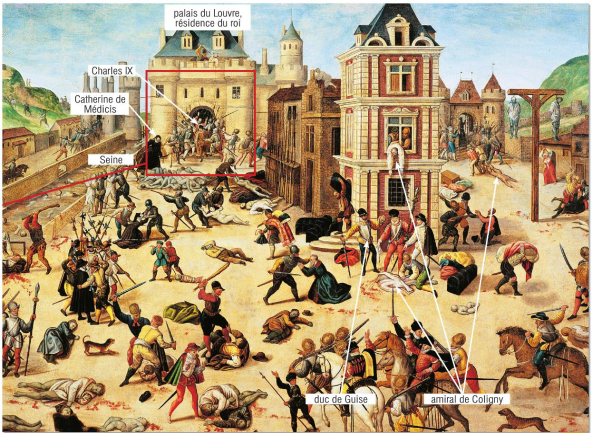 palais du Louvre,
résidence du roi
Charles IX
Catherine de
Médicis
Seine
duc de Guise
amiral de Coligny